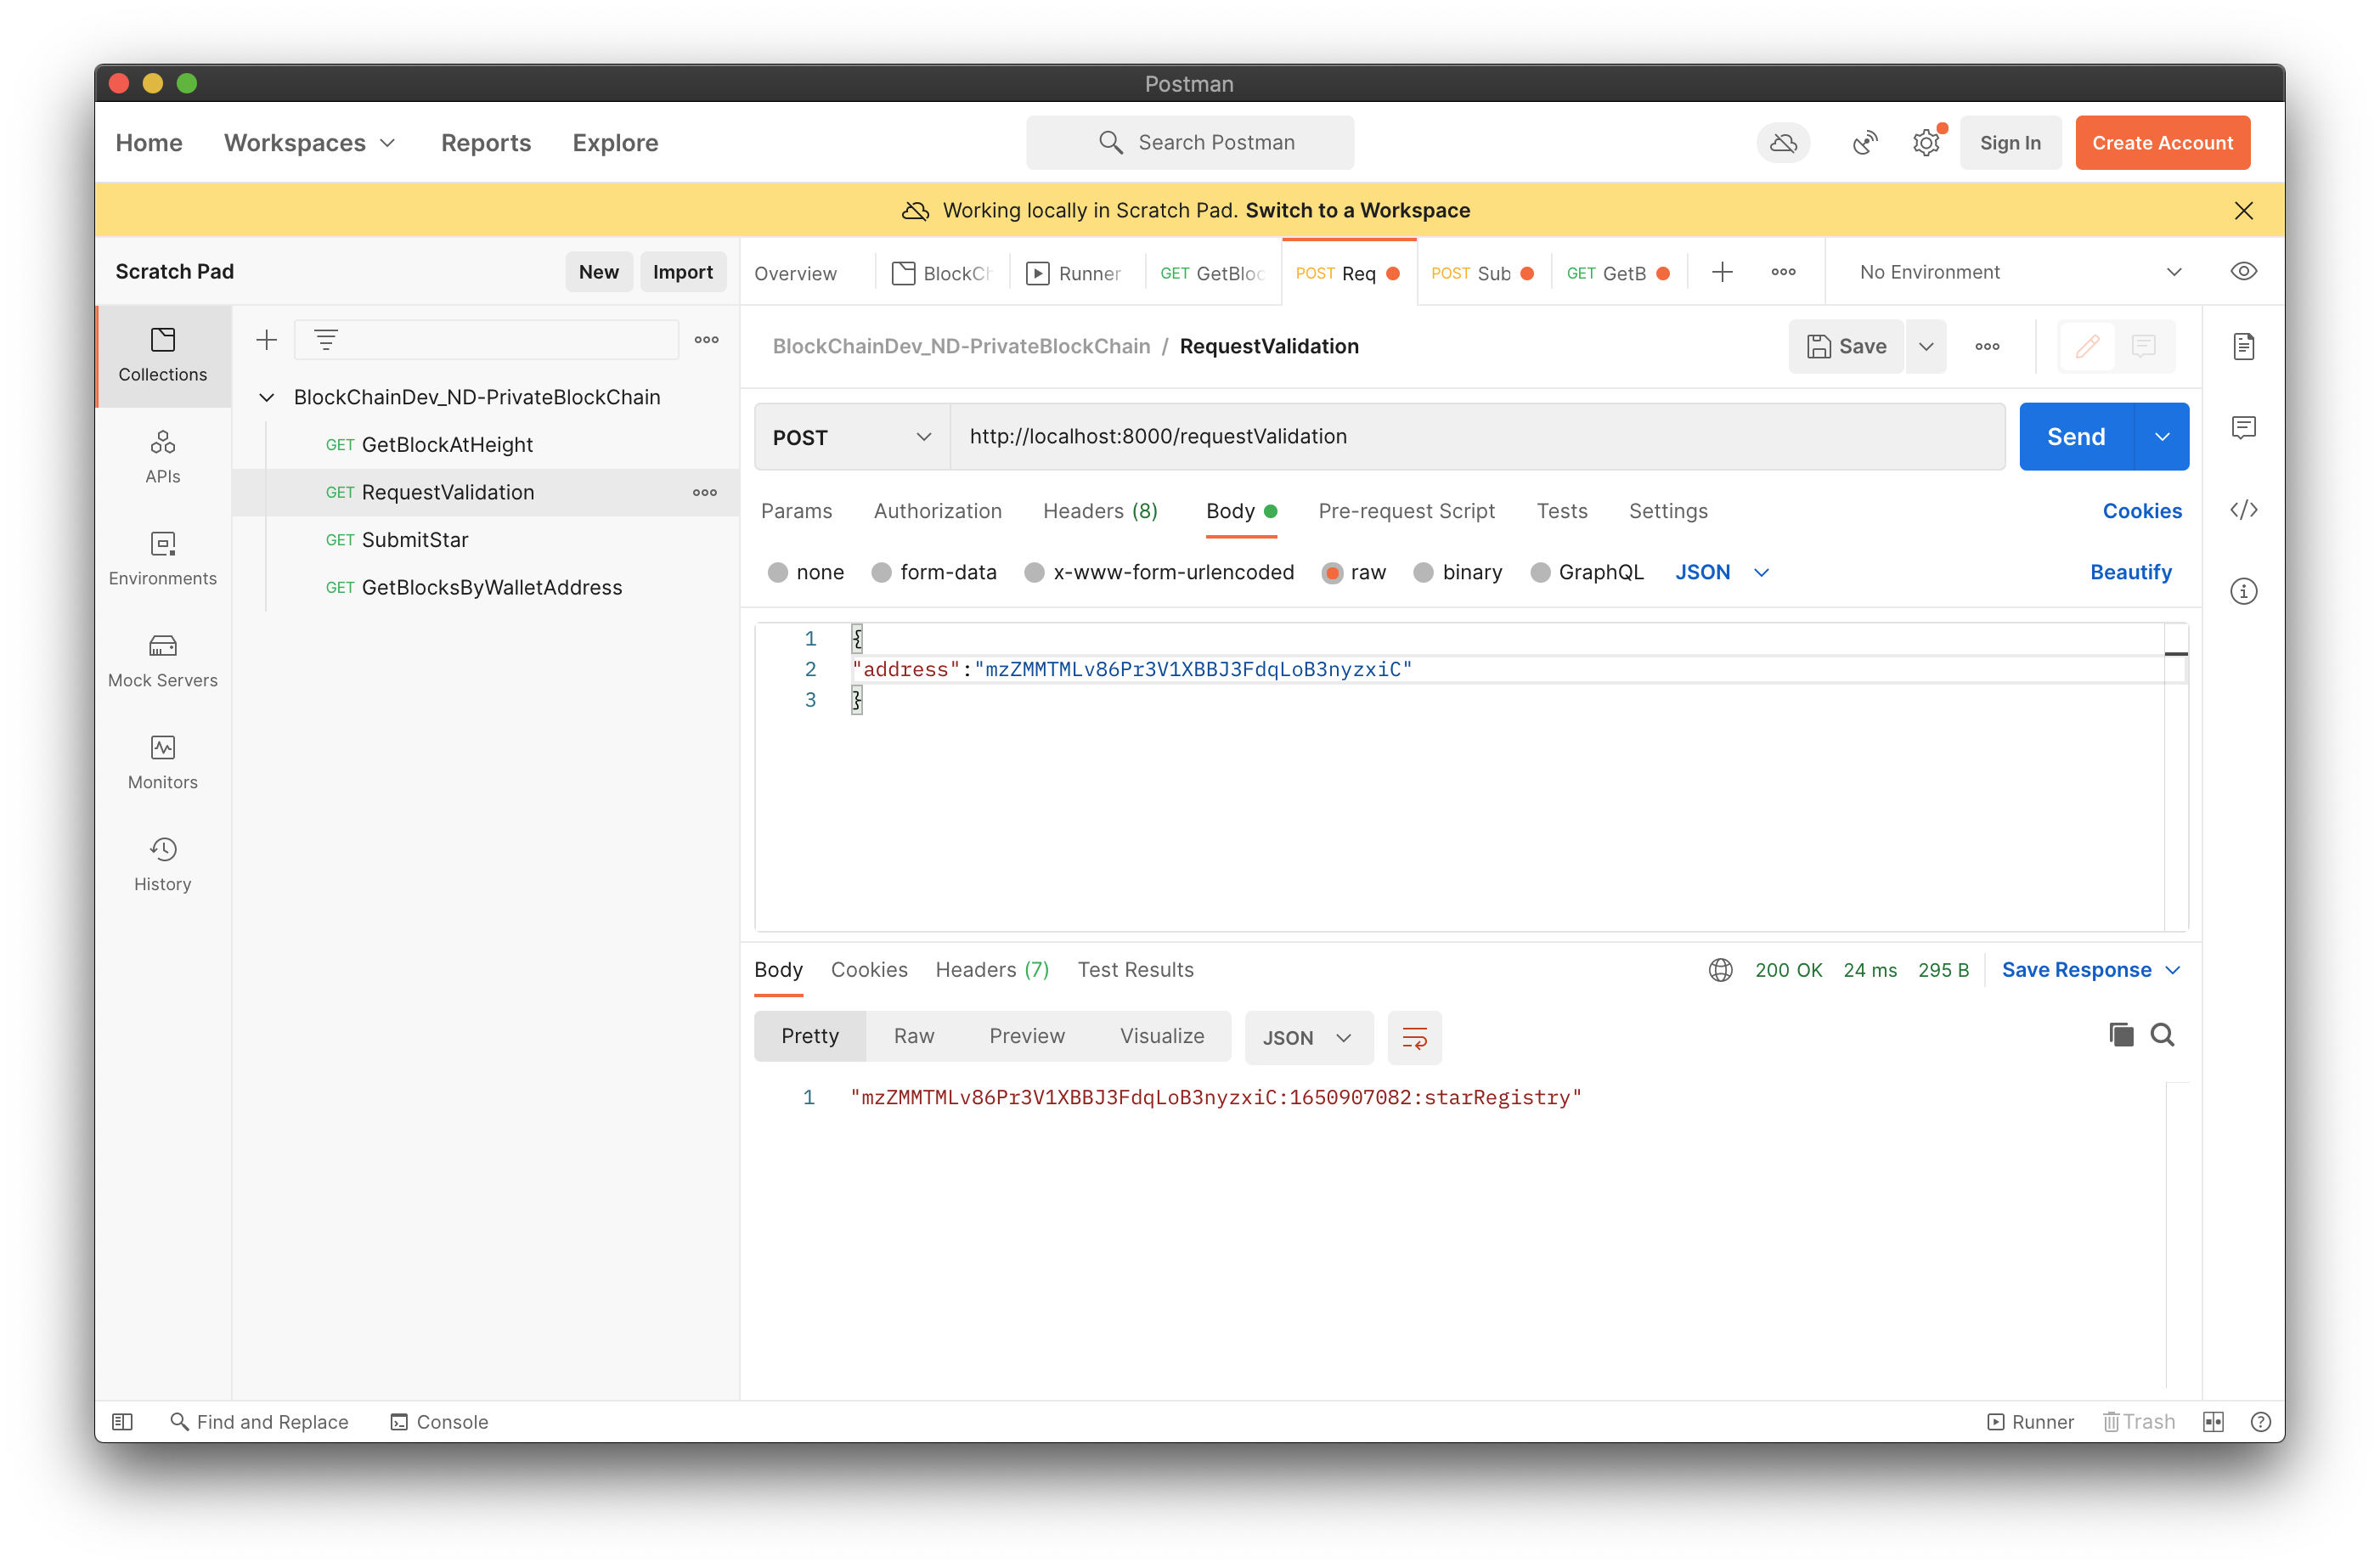 Postman
Home Workspaces Reports Explore Search Postman Sign In Create Account
Working locally in Scratch Pad. Switch to a Workspace
Scratch Pad New Import
Overview BlockCh Runner GET GetBloc POST Req POST Sub GET GetB No Environment
Collections
APIs
Environments
Mock Servers
Monitors
History
BlockChainDev_ND-PrivateBlockChain
GET GetBlockAtHeight
GET RequestValidation
GET SubmitStar
GET GetBlocksByWalletAddress
BlockChainDev_ND-PrivateBlockChain / RequestValidation Save
POST http://localhost:8000/requestValidation Send
Params Authorization Headers (8) Body Pre-request Script Tests Settings Cookies
none form-data x-www-form-urlencoded raw binary GraphQL JSON Beautify
1 {
2 "address":"mzZMMTMLv86Pr3V1XBBJ3FdqLoB3nyzxiC"
3 }
Body Cookies Headers (7) Test Results 200 OK 24 ms 295 B Save Response
Pretty Raw Preview Visualize JSON
1 "mzZMMTMLv86Pr3V1XBBJ3FdqLoB3nyzxiC:1650907082:starRegistry"
Find and Replace Console Runner Trash